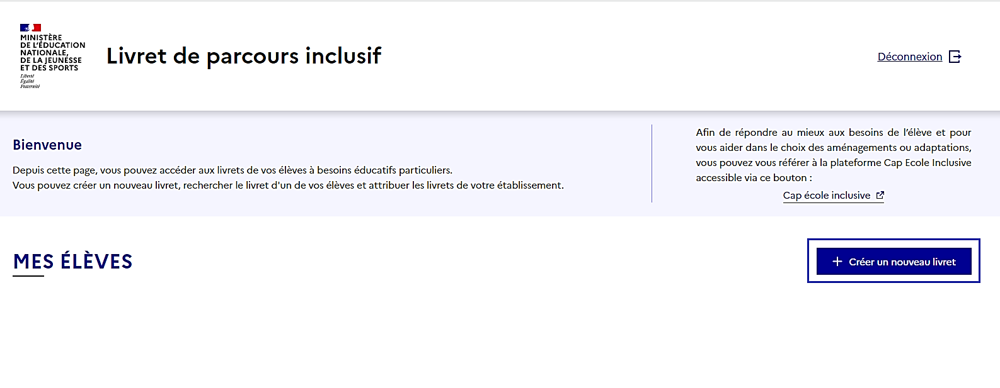 MINISTÈRE
DE L'ÉDUCATION
NATIONALE,
DE LA JEUNESSE
ET DES SPORTS
Liberté
Égalité
Fraternité
Livret de parcours inclusif
Déconnexion
Bienvenue
Depuis cette page, vous pouvez accéder aux livrets de vos élèves à besoins éducatifs particuliers.
Vous pouvez créer un nouveau livret, rechercher le livret d'un de vos élèves et attribuer les livrets de votre établissement.
Afin de répondre au mieux aux besoins de l’élève et pour
vous aider dans le choix des aménagements ou adaptations,
vous pouvez vous référer à la plateforme Cap Ecole Inclusive
accessible via ce bouton :
Cap école inclusive
MES ÉLÈVES
+ Créer un nouveau livret